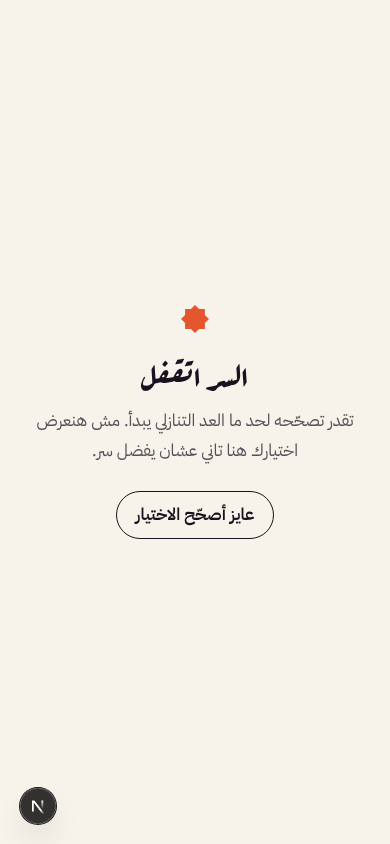 السر اتقفل
تقدر تصحّحه لحد ما العد التنازلي يبدأ. مش هنعرض
اختيارك هنا تاني عشان يفضل سر.
عايز أصحّح الاختيار
N